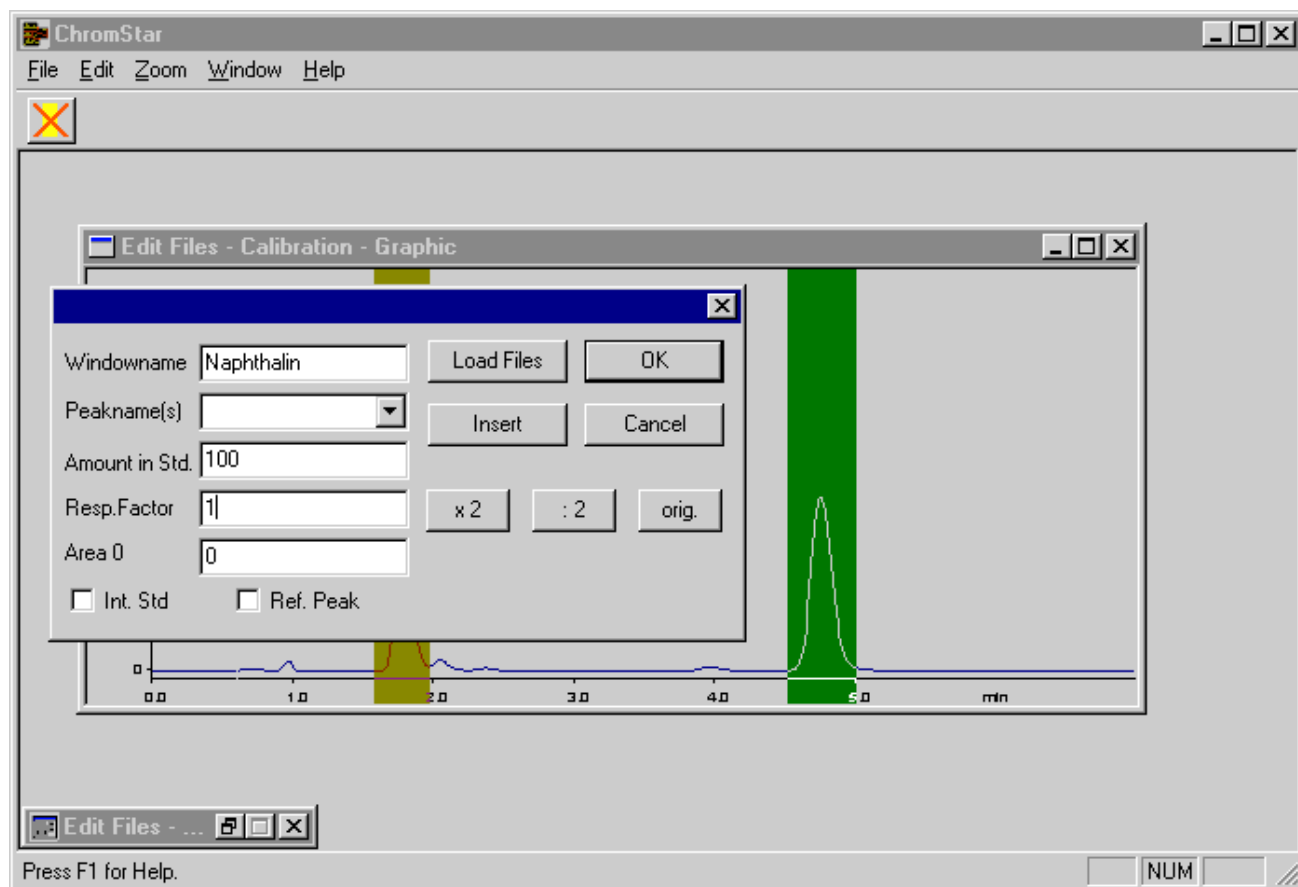 ChromStar
File Edit Zoom Window Help
Edit Files - Calibration - Graphic
Windowname Naphthalin Load Files OK
Peakname(s) Insert Cancel
Amount in Std. 100
Resp.Factor 1 x 2 : 2 orig.
Area 0 0
Int. Std Ref. Peak
0
0.0 1.0 2.0 3.0 4.0 5.0 min
Edit Files - ...
Press F1 for Help. NUM